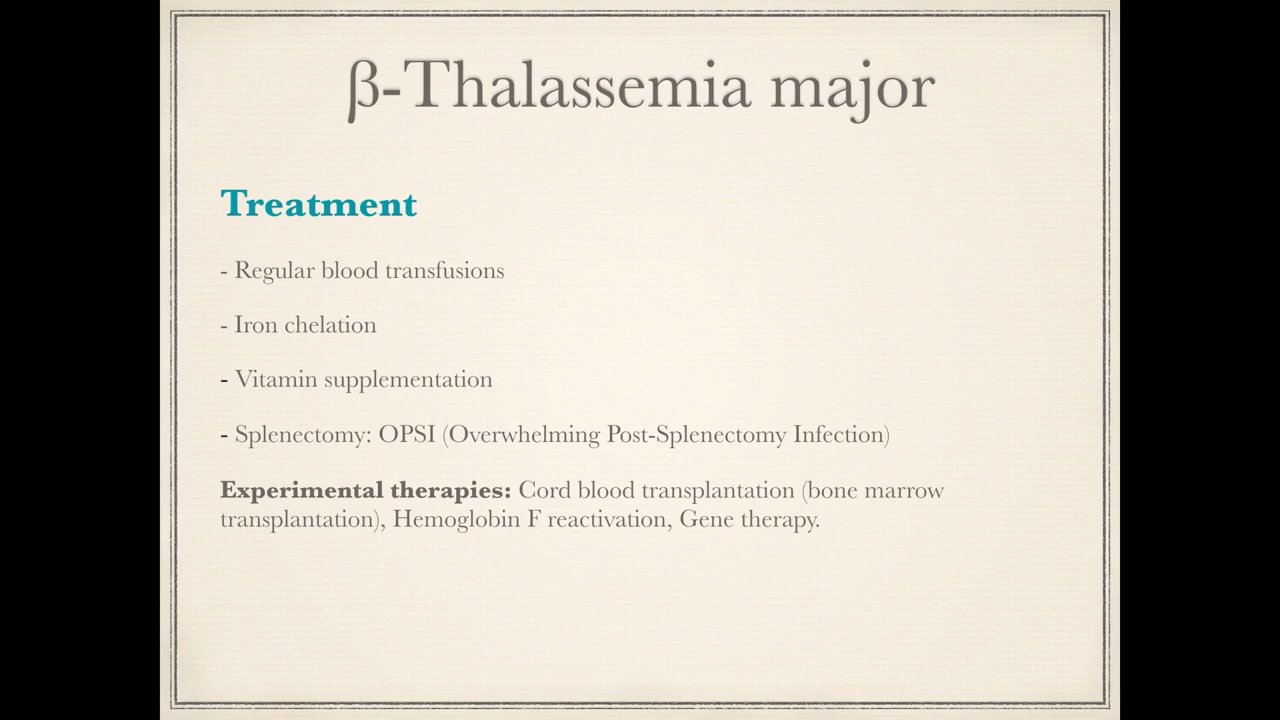 β-Thalassemia major
Treatment
- Regular blood transfusions
- Iron chelation
- Vitamin supplementation
- Splenectomy: OPSI (Overwhelming Post-Splenectomy Infection)
Experimental therapies: Cord blood transplantation (bone marrow
transplantation), Hemoglobin F reactivation, Gene therapy.